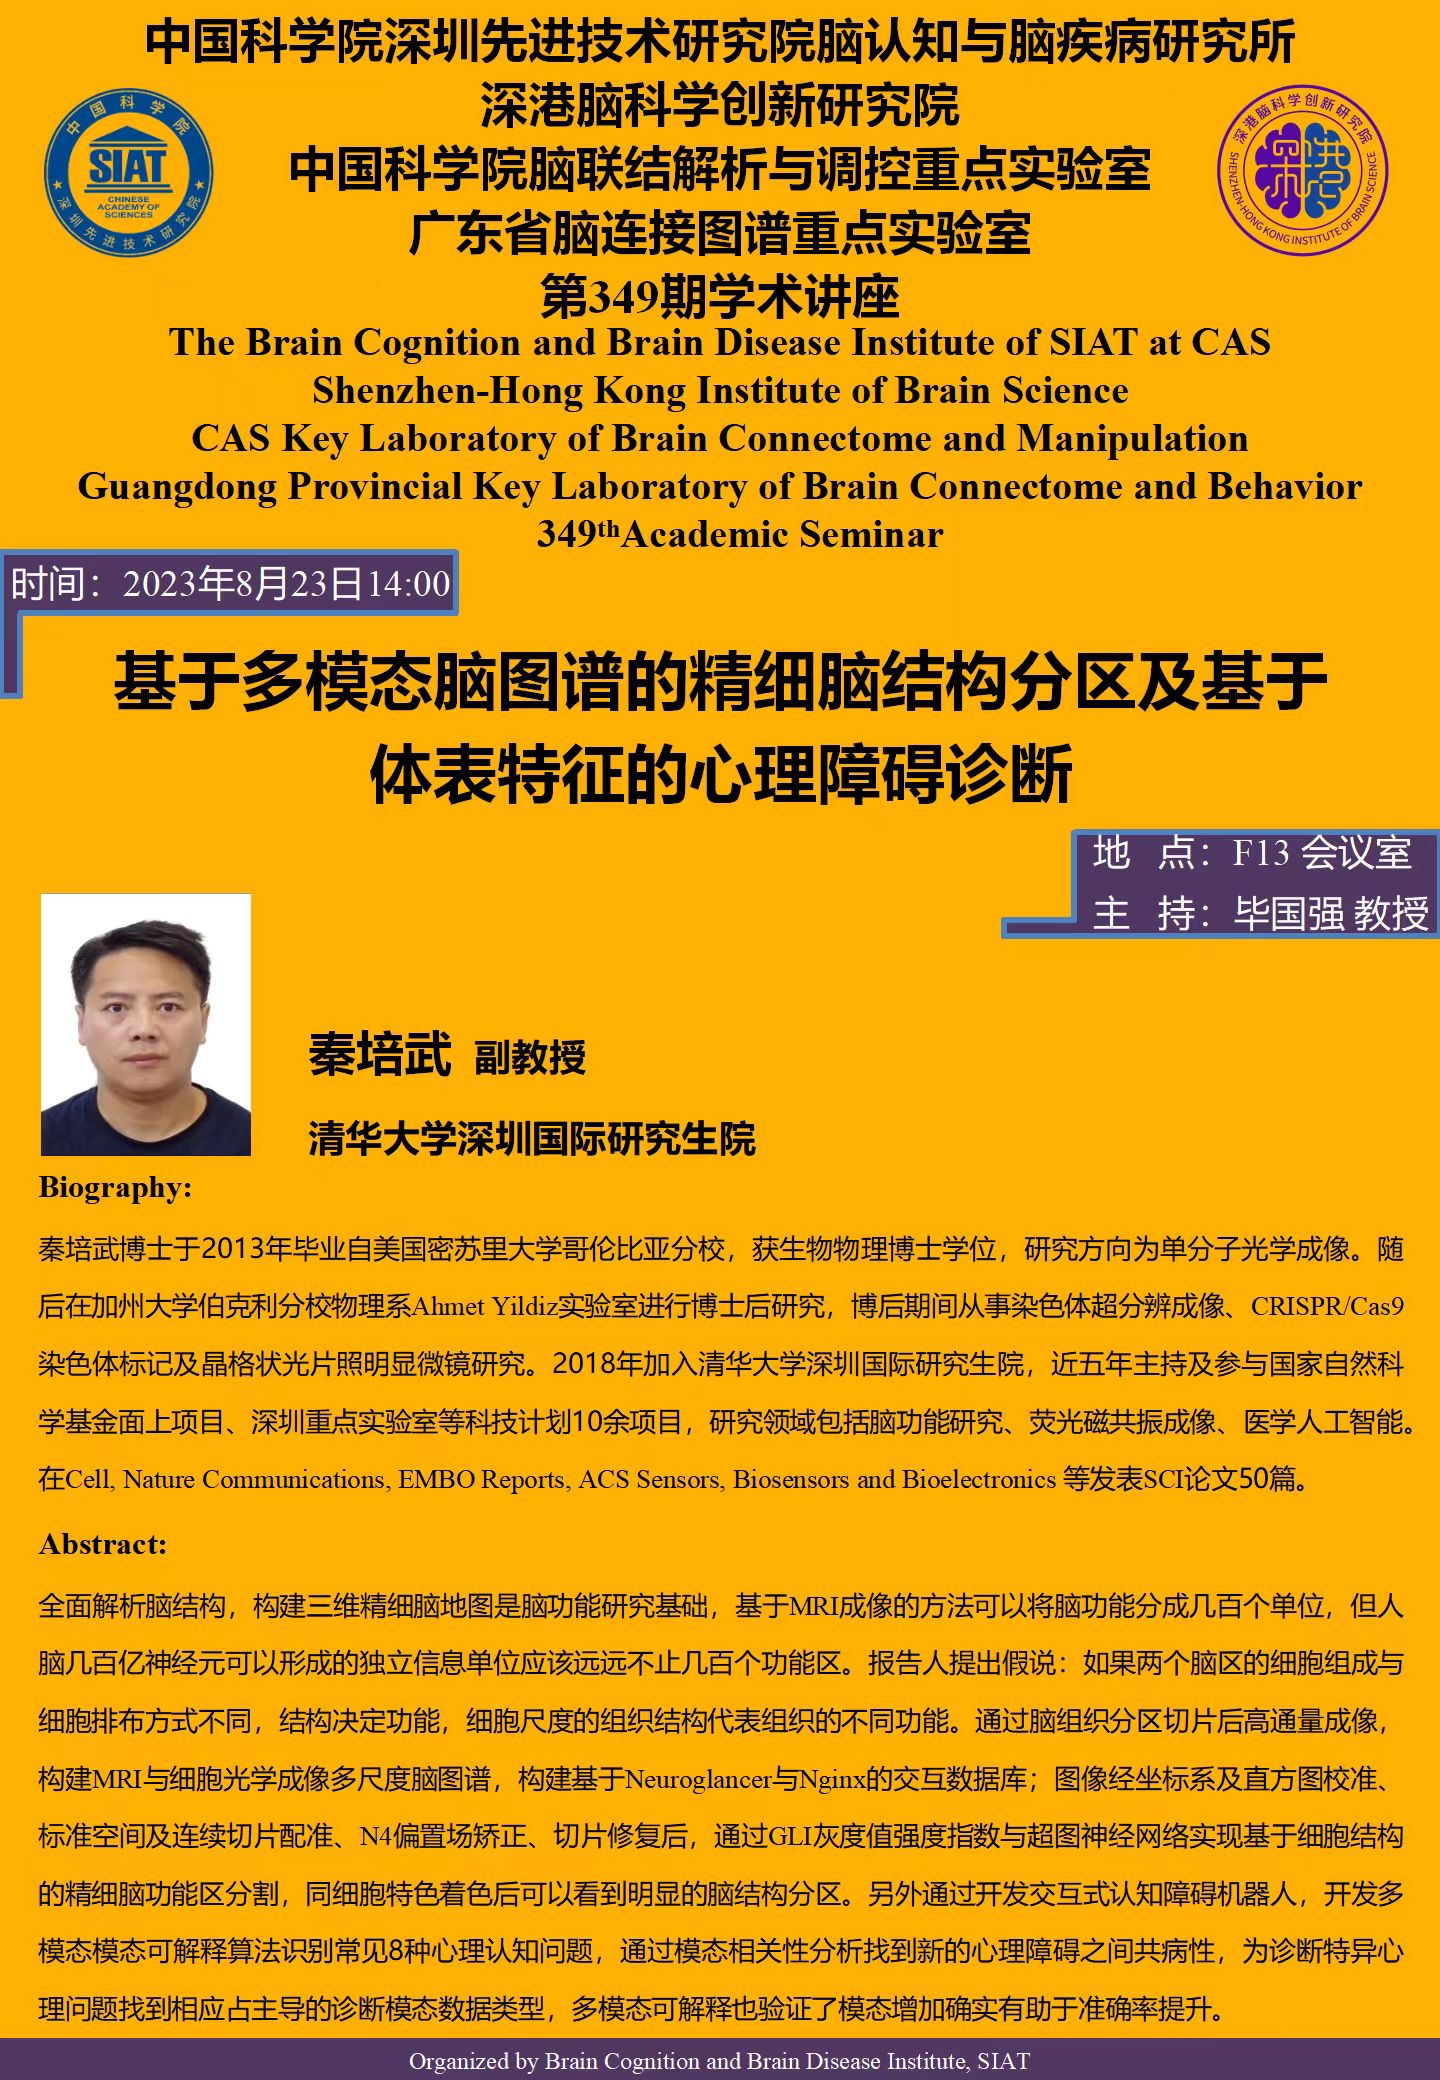 中国科学院深圳先进技术研究院脑认知与脑疾病研究所
深港脑科学创新研究院
中国科学院脑联结解析与调控重点实验室
广东省脑连接图谱重点实验室
第349期学术讲座
中国科学院
SIAT
CHINESE
ACADEMY OF
SCIENCES
深圳先进技术研究院
深港脑科学创新研究院
SHENZHEN-HONG KONG INSTITUTE OF BRAIN SCIENCE
The Brain Cognition and Brain Disease Institute of SIAT at CAS
Shenzhen-Hong Kong Institute of Brain Science
CAS Key Laboratory of Brain Connectome and Manipulation
Guangdong Provincial Key Laboratory of Brain Connectome and Behavior
349thAcademic Seminar
时间：2023年8月23日14:00
基于多模态脑图谱的精细脑结构分区及基于
体表特征的心理障碍诊断
地 点：F13 会议室
主 持：毕国强 教授
秦培武 副教授
清华大学深圳国际研究生院
Biography:
秦培武博士于2013年毕业自美国密苏里大学哥伦比亚分校，获生物物理博士学位，研究方向为单分子光学成像。随
后在加州大学伯克利分校物理系Ahmet Yildiz实验室进行博士后研究，博后期间从事染色体超分辨成像、CRISPR/Cas9
染色体标记及晶格状光片照明显微镜研究。2018年加入清华大学深圳国际研究生院，近五年主持及参与国家自然科
学基金面上项目、深圳重点实验室等科技计划10余项目，研究领域包括脑功能研究、荧光磁共振成像、医学人工智能。
在Cell, Nature Communications, EMBO Reports, ACS Sensors, Biosensors and Bioelectronics 等发表SCI论文50篇。
Abstract:
全面解析脑结构，构建三维精细脑地图是脑功能研究基础，基于MRI成像的方法可以将脑功能分成几百个单位，但人
脑几百亿神经元可以形成的独立信息单位应该远远不止几百个功能区。报告人提出假说：如果两个脑区的细胞组成与
细胞排布方式不同，结构决定功能，细胞尺度的组织结构代表组织的不同功能。通过脑组织分区切片后高通量成像，
构建MRI与细胞光学成像多尺度脑图谱，构建基于Neuroglancer与Nginx的交互数据库；图像经坐标系及直方图校准、
标准空间及连续切片配准、N4偏置场矫正、切片修复后，通过GLI灰度值强度指数与超图神经网络实现基于细胞结构
的精细脑功能区分割，同细胞特色着色后可以看到明显的脑结构分区。另外通过开发交互式认知障碍机器人，开发多
模态模态可解释算法识别常见8种心理认知问题，通过模态相关性分析找到新的心理障碍之间共病性，为诊断特异心
理问题找到相应占主导的诊断模态数据类型，多模态可解释也验证了模态增加确实有助于准确率提升。
Organized by Brain Cognition and Brain Disease Institute, SIAT